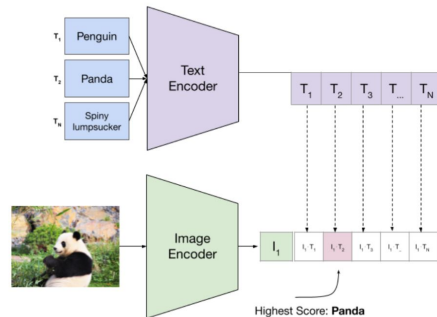 T₁ Penguin
T₂ Panda
Tₙ Spiny
lumpsucker
Text
Encoder
T₁ T₂ T₃ T... Tₙ
Image
Encoder
I₁ I₁ T₁ I₁ T₂ I₁ T₃ I₁ T... I₁ Tₙ
Highest Score: Panda